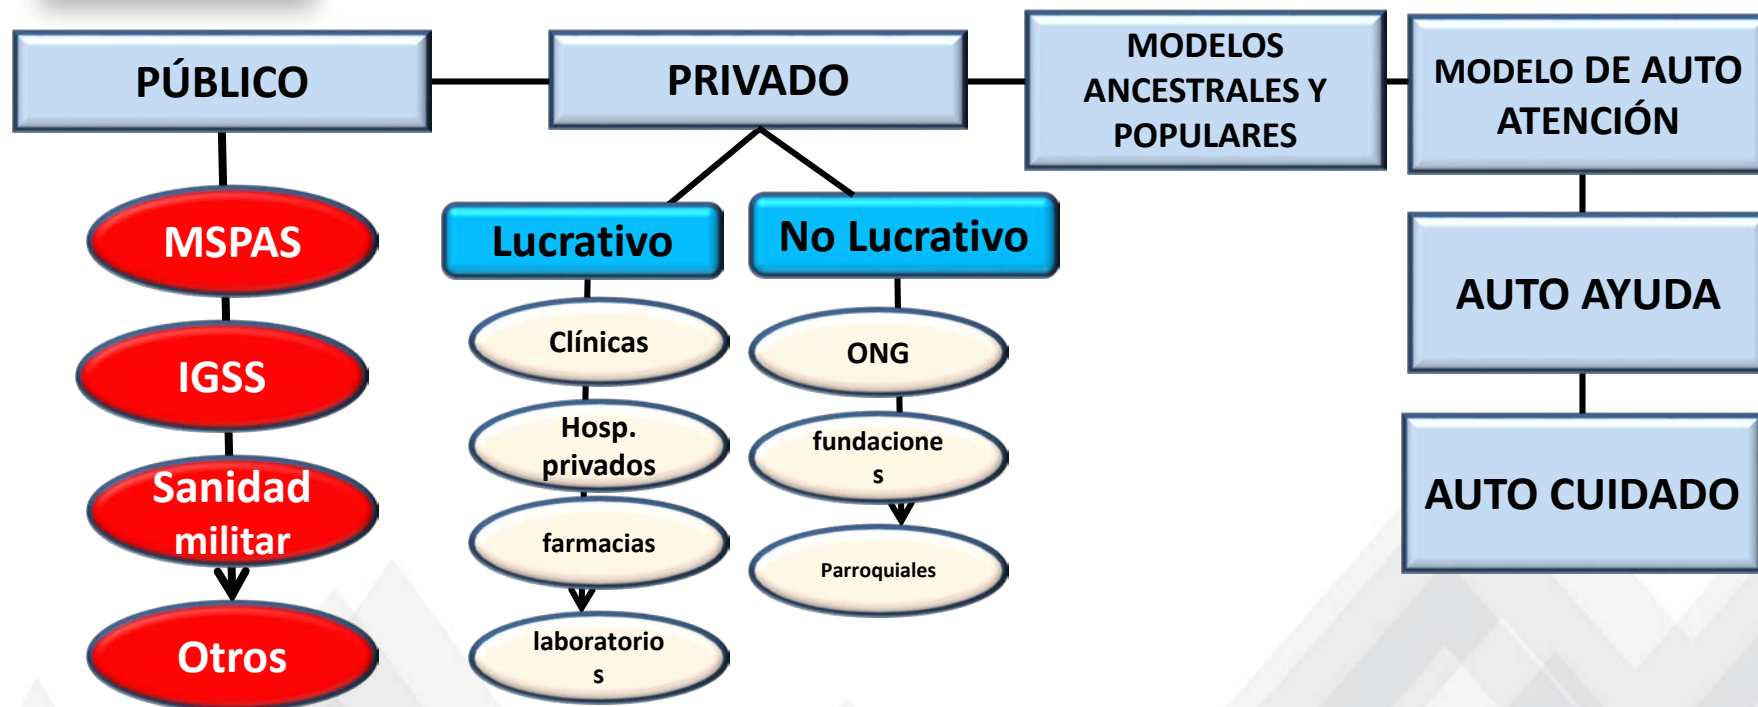 PÚBLICO
PRIVADO
MODELOS
ANCESTRALES Y
POPULARES
MODELO DE AUTO
ATENCIÓN
MSPAS
IGSS
Sanidad
militar
Otros
Lucrativo
Clínicas
Hosp.
privados
farmacias
laboratorio
s
No Lucrativo
ONG
fundacione
s
Parroquiales
AUTO AYUDA
AUTO CUIDADO